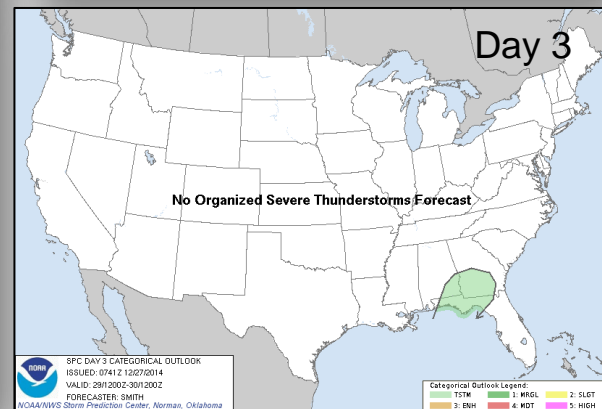 Day 3
No Organized Severe Thunderstorms Forecast
NOAA
SPC DAY 3 CATEGORICAL OUTLOOK
ISSUED: 0741Z 12/27/2014
VALID: 29/1200Z-30/1200Z
FORECASTER: SMITH
NOAA/NWS Storm Prediction Center, Norman, Oklahoma
Categorical Outlook Legend:
TSTM 1: MRGL 2: SLGT
3: ENH 4: MDT 5: HIGH